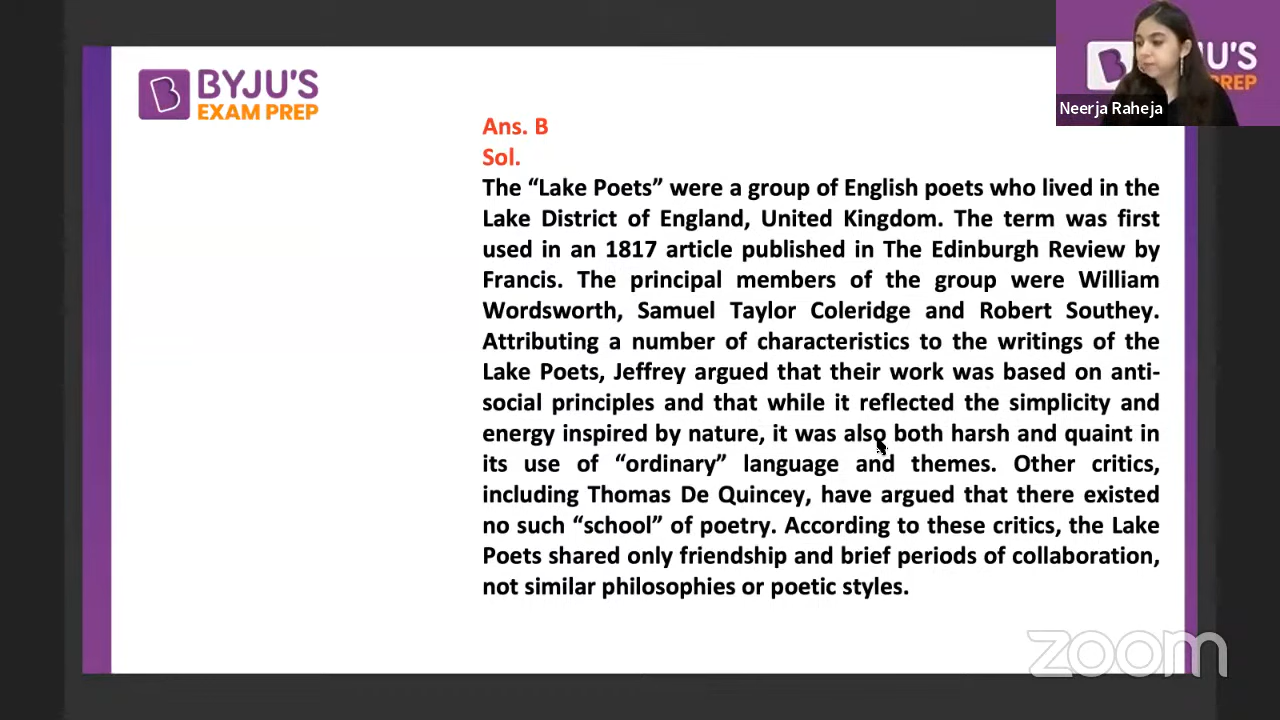 BYJU'S
EXAM PREP
U'S
PREP
Neerja Raheja
Ans. B
Sol.
The “Lake Poets” were a group of English poets who lived in the
Lake District of England, United Kingdom. The term was first
used in an 1817 article published in The Edinburgh Review by
Francis. The principal members of the group were William
Wordsworth, Samuel Taylor Coleridge and Robert Southey.
Attributing a number of characteristics to the writings of the
Lake Poets, Jeffrey argued that their work was based on anti-
social principles and that while it reflected the simplicity and
energy inspired by nature, it was also both harsh and quaint in
its use of “ordinary” language and themes. Other critics,
including Thomas De Quincey, have argued that there existed
no such “school” of poetry. According to these critics, the Lake
Poets shared only friendship and brief periods of collaboration,
not similar philosophies or poetic styles.
zoom